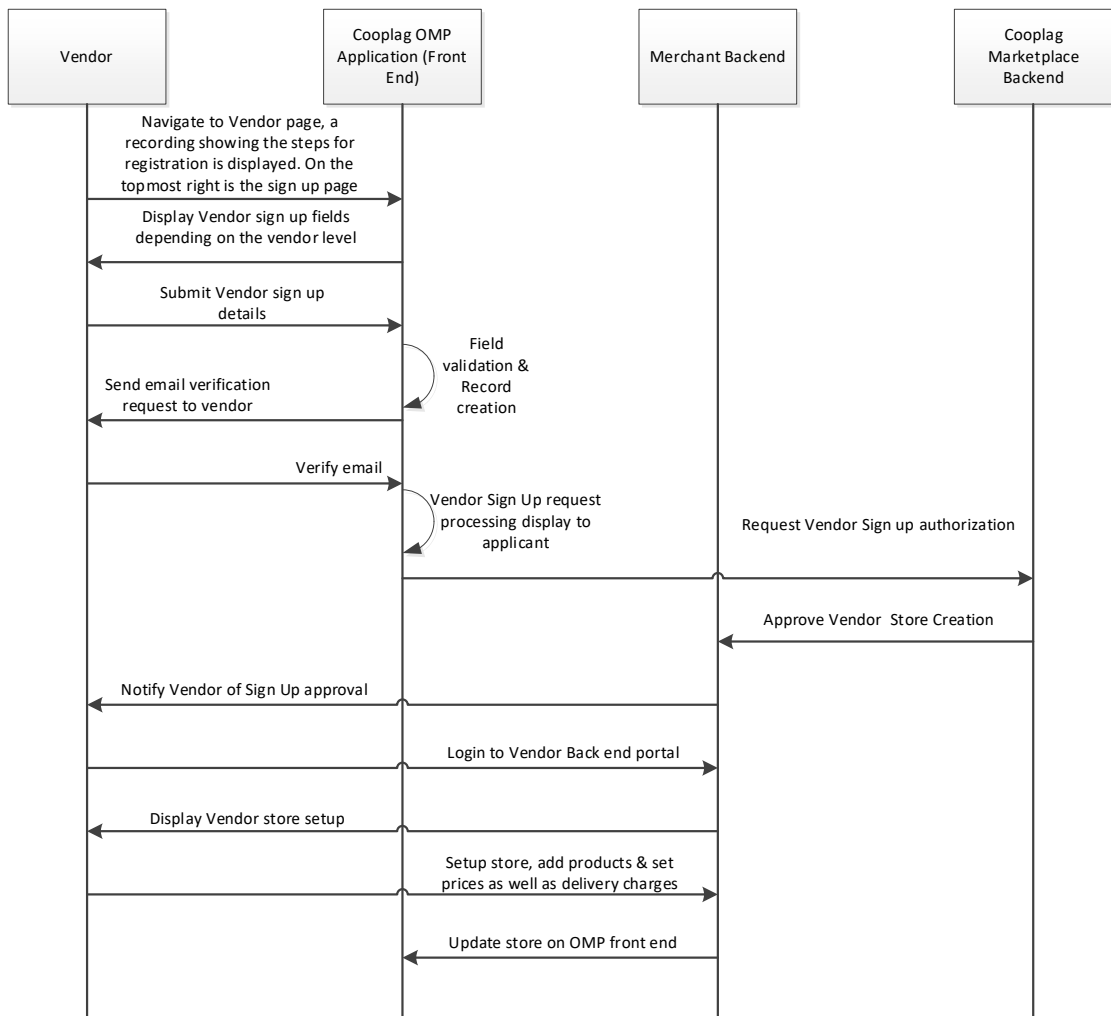 Vendor
Cooplag OMP
Application (Front
End)
Merchant Backend
Cooplag
Marketplace
Backend
Navigate to Vendor page, a
recording showing the steps for
registration is displayed. On the
topmost right is the sign up page
Display Vendor sign up fields
depending on the vendor level
Submit Vendor sign up
details
Field
validation &
Record
creation
Send email verification
request to vendor
Verify email
Vendor Sign Up request
processing display to
applicant
Request Vendor Sign up authorization
Approve Vendor  Store Creation
Notify Vendor of Sign Up approval
Login to Vendor Back end portal
Display Vendor store setup
Setup store, add products & set
prices as well as delivery charges
Update store on OMP front end